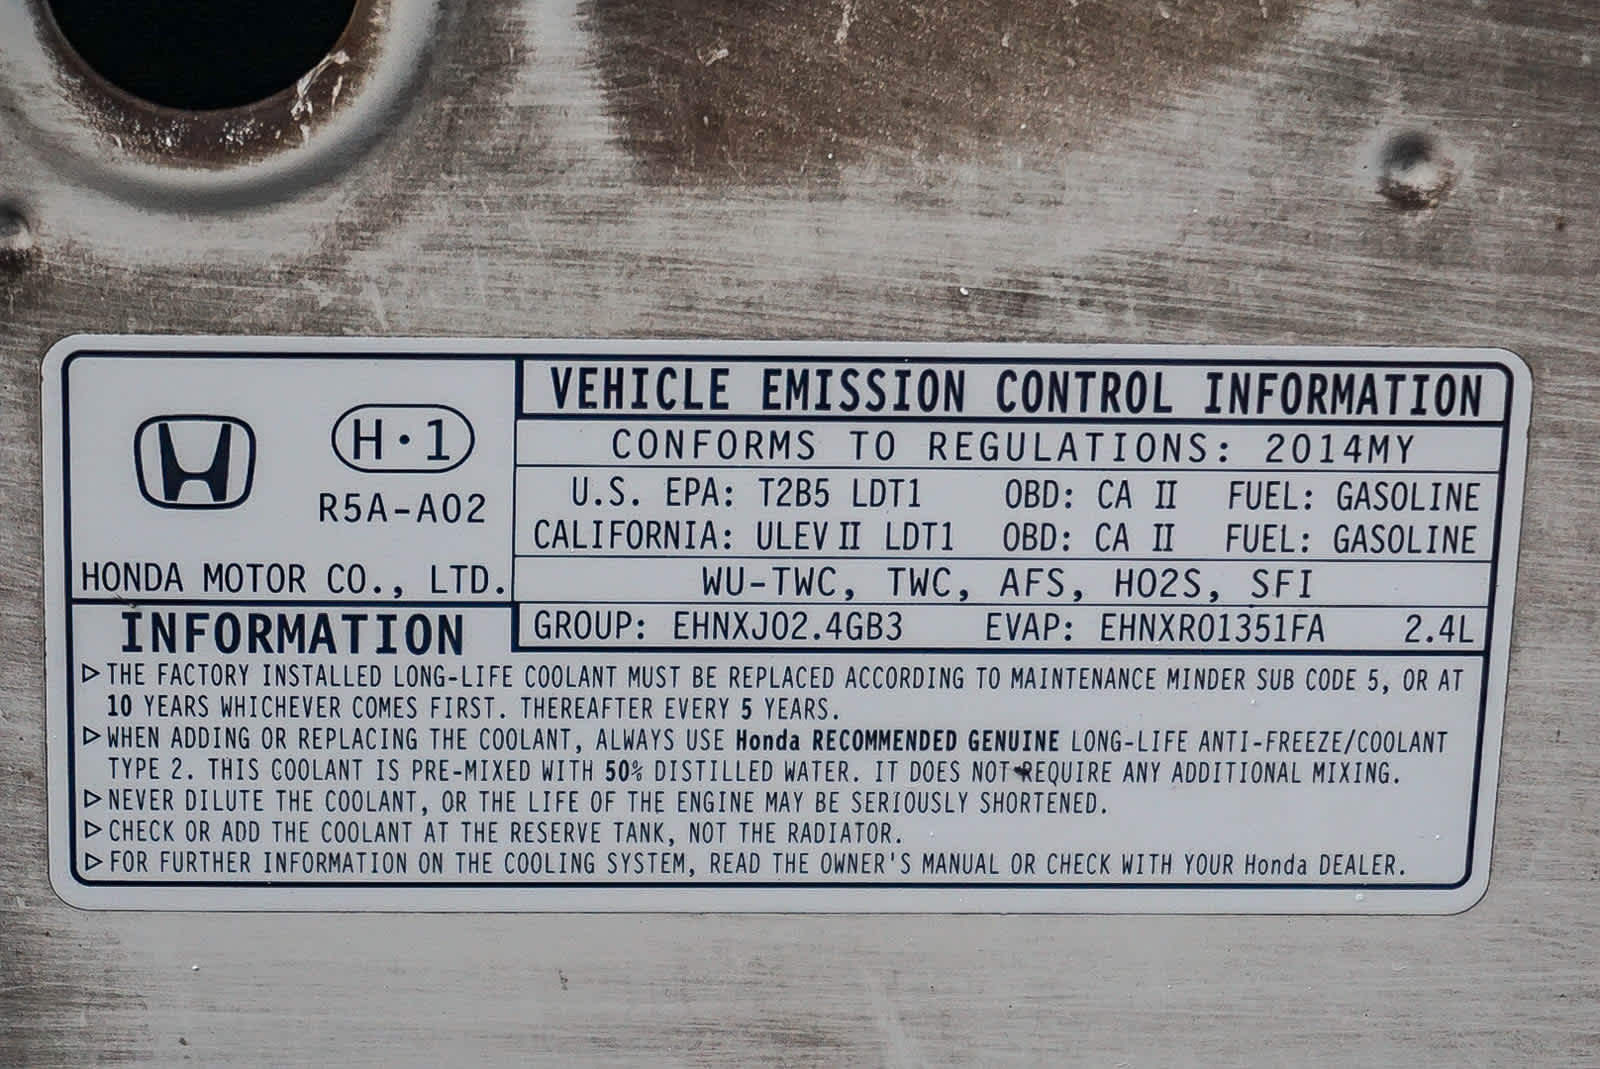 H·1
R5A-A02
HONDA MOTOR CO., LTD.
VEHICLE EMISSION CONTROL INFORMATION
CONFORMS TO REGULATIONS: 2014MY
U.S. EPA: T2B5 LDT1 OBD: CA II FUEL: GASOLINE
CALIFORNIA: ULEV II LDT1 OBD: CA II FUEL: GASOLINE
WU-TWC, TWC, AFS, HO2S, SFI
GROUP: EHNXJ02.4GB3 EVAP: EHNXR01351FA 2.4L
INFORMATION
▷ THE FACTORY INSTALLED LONG-LIFE COOLANT MUST BE REPLACED ACCORDING TO MAINTENANCE MINDER SUB CODE 5, OR AT
10 YEARS WHICHEVER COMES FIRST. THEREAFTER EVERY 5 YEARS.
▷ WHEN ADDING OR REPLACING THE COOLANT, ALWAYS USE Honda RECOMMENDED GENUINE LONG-LIFE ANTI-FREEZE/COOLANT
TYPE 2. THIS COOLANT IS PRE-MIXED WITH 50% DISTILLED WATER. IT DOES NOT REQUIRE ANY ADDITIONAL MIXING.
▷ NEVER DILUTE THE COOLANT, OR THE LIFE OF THE ENGINE MAY BE SERIOUSLY SHORTENED.
▷ CHECK OR ADD THE COOLANT AT THE RESERVE TANK, NOT THE RADIATOR.
▷ FOR FURTHER INFORMATION ON THE COOLING SYSTEM, READ THE OWNER'S MANUAL OR CHECK WITH YOUR Honda DEALER.